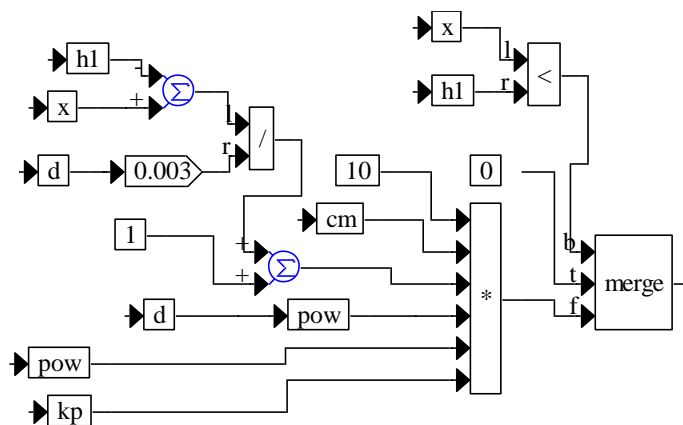 x
h1
-
l
<
Σ
x
+
h1
r
l
/
r
d
0.003
10
0
cm
1
+
b
+
Σ
t
merge
*
f
d
pow
pow
kp